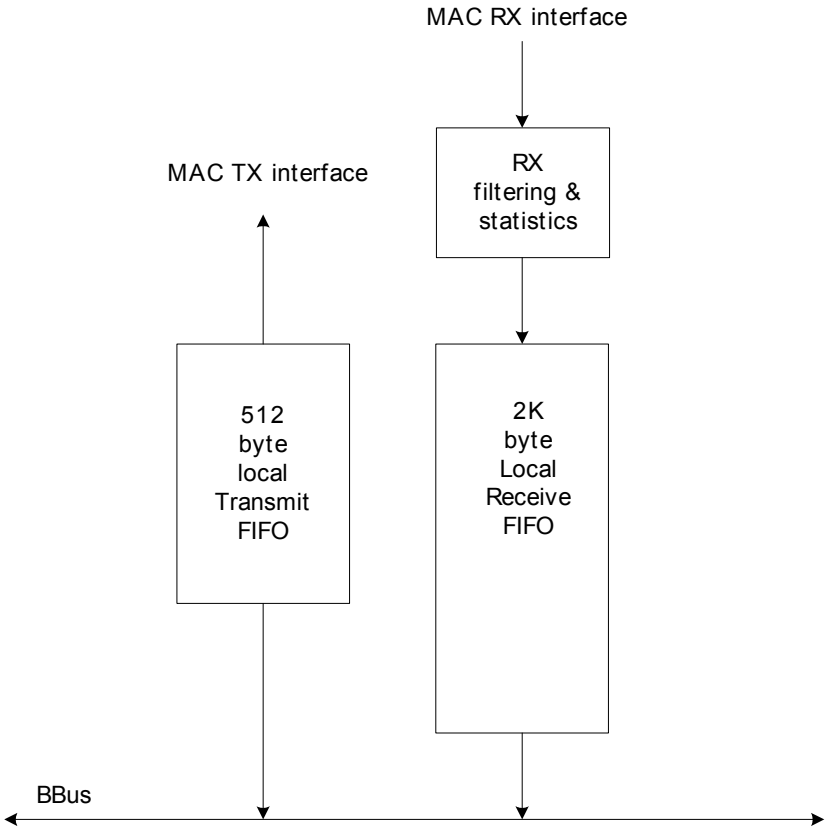 MAC RX interface
RX
filtering &
statistics
MAC TX interface
512
byte
local
Transmit
FIFO
2K
byte
Local
Receive
FIFO
BBus